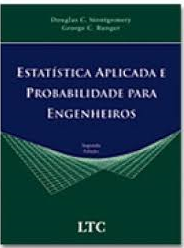 Douglas C. Montgomery
George C. Runger
ESTATÍSTICA APLICADA E
PROBABILIDADE PARA
ENGENHEIROS
Segunda
Edição
LTC